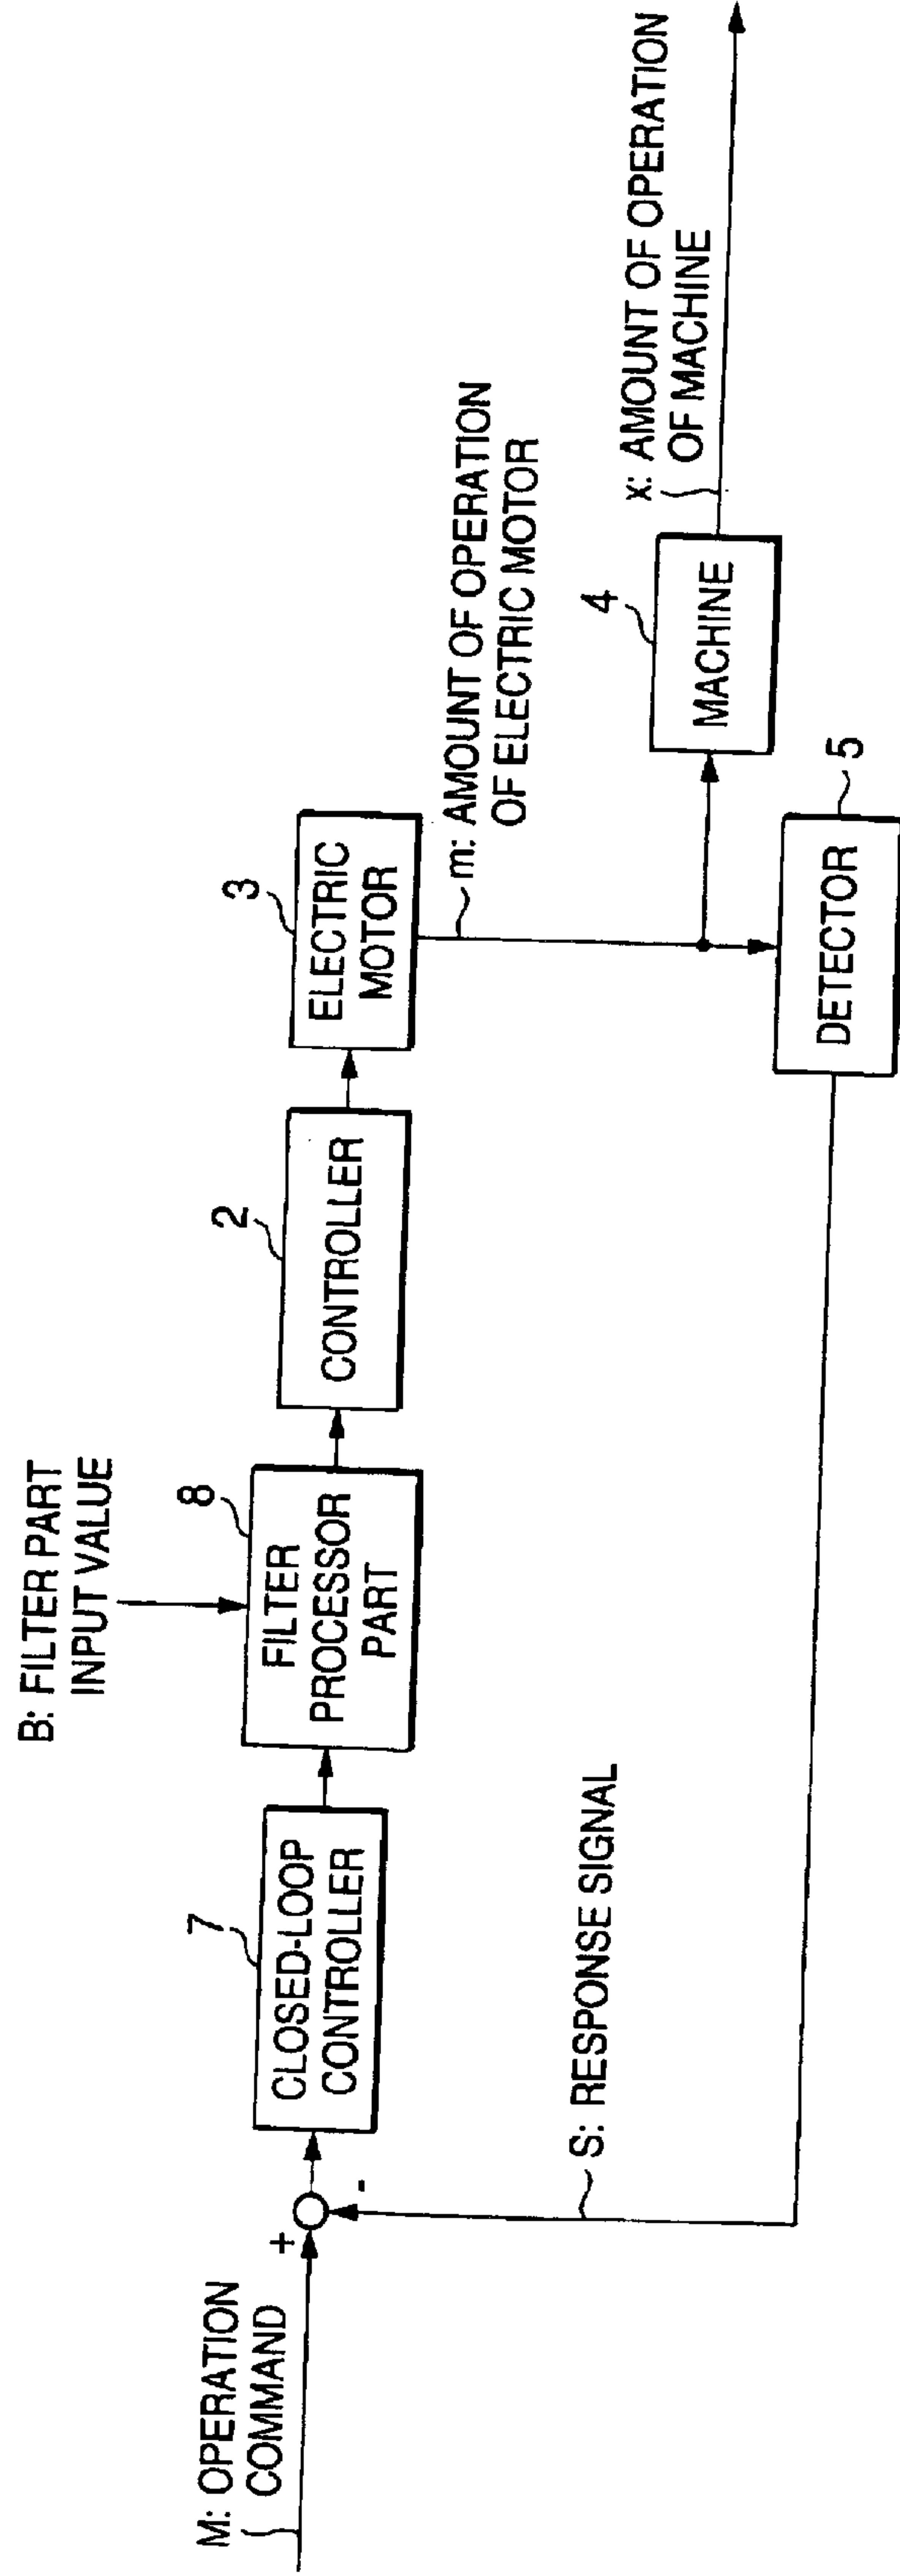 M: OPERATION
COMMAND
+
-
7
CLOSED-LOOP
CONTROLLER
B: FILTER PART
INPUT VALUE
8
FILTER
PROCESSOR
PART
2
CONTROLLER
3
ELECTRIC
MOTOR
m: AMOUNT OF OPERATION
OF ELECTRIC MOTOR
4
MACHINE
x: AMOUNT OF OPERATION
OF MACHINE
5
DETECTOR
S: RESPONSE SIGNAL